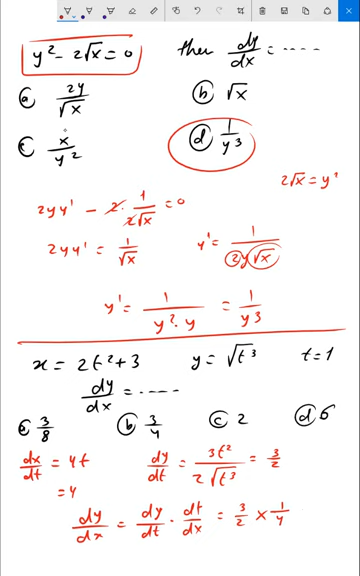 y² - 2√x = 0 then dy/dx = ....
ⓐ 2y/√x ⓑ √x
ⓒ x/y² ⓓ 1/y³
2√x = y²
2yy' - 2 · 1/2√x = 0
2yy' = 1/√x y' = 1/2y√x
y' = 1/y²·y = 1/y³
x = 2t² + 3 y = √t³ t = 1
dy/dx = ....
ⓐ 3/8 ⓑ 3/4 ⓒ 2 ⓓ 6
dx/dt = 4t dy/dt = 3t²/2√t³ = 3/2
= 4
dy/dx = dy/dt · dt/dx = 3/2 × 1/4